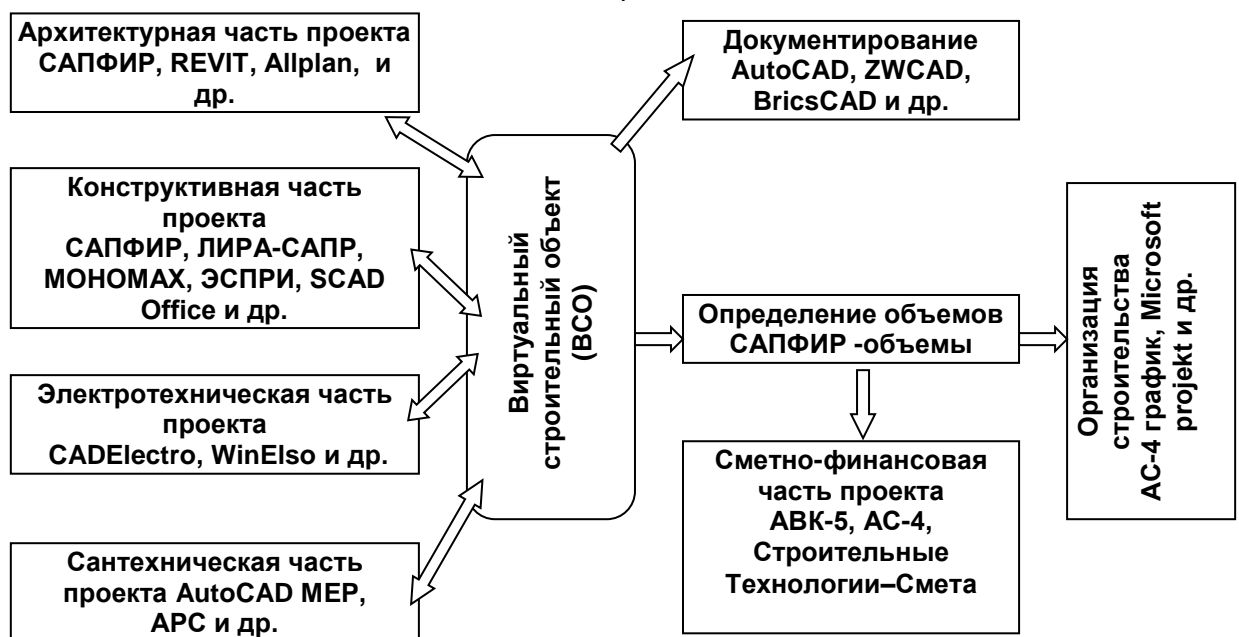 Архитектурная часть проекта
САПФИР, REVIT, Allplan, и
др.
Конструктивная часть
проекта
САПФИР, ЛИРА-САПР,
МОНОМАХ, ЭСПРИ, SCAD
Office и др.
Электротехническая часть
проекта
CADElectro, WinElso и др.
Сантехническая часть
проекта AutoCAD MEP,
АРС и др.
Виртуальный
строительный объект
(ВСО)
Документирование
AutoCAD, ZWCAD,
BricsCAD и др.
Определение объемов
САПФИР -объемы
Сметно-финансовая
часть проекта
АВК-5, АС-4,
Строительные
Технологии–Смета
Организация
строительства
АС-4 график, Microsoft
projekt и др.